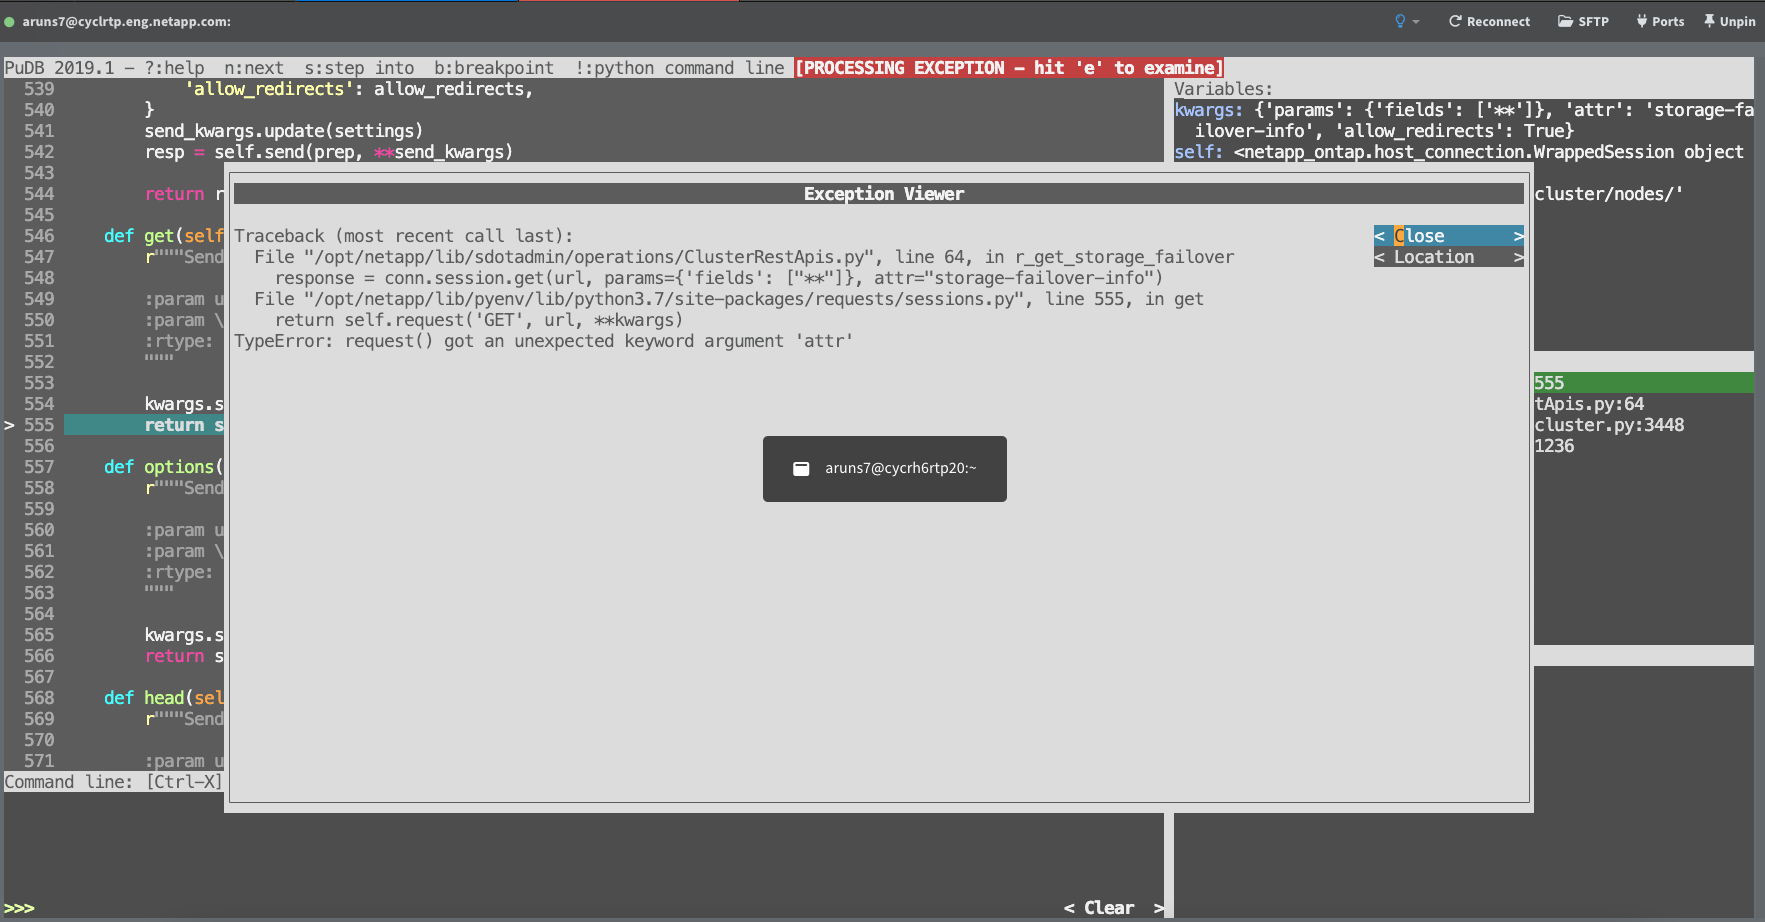 aruns7@cyclrtp.eng.netapp.com:
Reconnect SFTP Ports Unpin
PuDB 2019.1 - ?:help n:next s:step into b:breakpoint !:python command line [PROCESSING EXCEPTION - hit 'e' to examine]
539 'allow_redirects': allow_redirects,
540 }
541 send_kwargs.update(settings)
542 resp = self.send(prep, **send_kwargs)
543
544 return r
545
546 def get(self
547 r"""Send
548
549 :param u
550 :param \
551 :rtype:
552 """
553
554 kwargs.s
> 555 return s
556
557 def options(
558 r"""Send
559
560 :param u
561 :param \
562 :rtype:
563 """
564
565 kwargs.s
566 return s
567
568 def head(sel
569 r"""Send
570
571 :param u
Command line: [Ctrl-X]
>>>
< Clear >
Variables:
kwargs: {'params': {'fields': ['**']}, 'attr': 'storage-fa
ilover-info', 'allow_redirects': True}
self: <netapp_ontap.host_connection.WrappedSession object
cluster/nodes/'
555
tApis.py:64
cluster.py:3448
1236
Exception Viewer
Traceback (most recent call last):
File "/opt/netapp/lib/sdotadmin/operations/ClusterRestApis.py", line 64, in r_get_storage_failover
response = conn.session.get(url, params={'fields': ["**"]}, attr="storage-failover-info")
File "/opt/netapp/lib/pyenv/lib/python3.7/site-packages/requests/sessions.py", line 555, in get
return self.request('GET', url, **kwargs)
TypeError: request() got an unexpected keyword argument 'attr'
< Close >
< Location >
aruns7@cycrh6rtp20:~